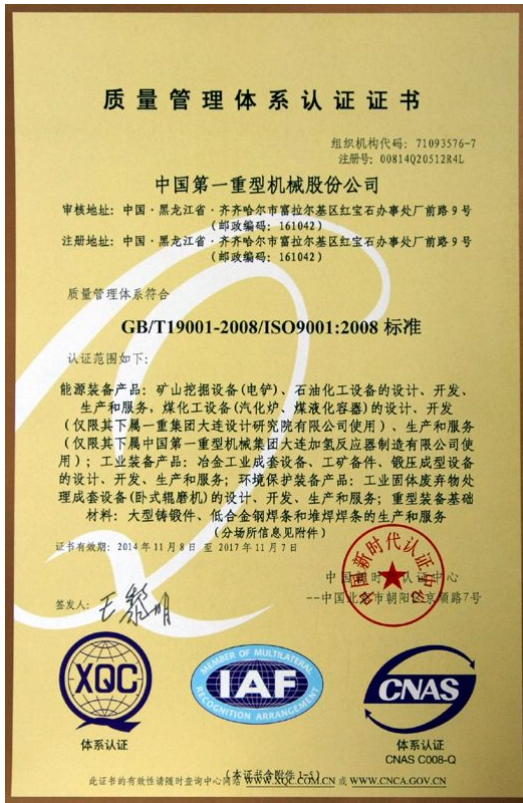 质量管理体系认证证书
组织机构代码：71093576-7
注册号：00814Q20512R4L
中国第一重型机械股份公司
审核地址：中国·黑龙江省·齐齐哈尔市富拉尔基区红宝石办事处厂前路9号
（邮政编码：161042）
注册地址：中国·黑龙江省·齐齐哈尔市富拉尔基区红宝石办事处厂前路9号
（邮政编码：161042）
质量管理体系符合
GB/T19001-2008/ISO9001:2008 标准
认证范围如下：
能源装备产品：矿山挖掘设备(电铲)、石油化工设备的设计、开发、
生产和服务，煤化工设备(汽化炉、煤液化容器)的设计、开发
(仅限其下属一重集团大连设计研究院有限公司使用)、生产和服务
(仅限其下属中国第一重型机械集团大连加氢反应器制造有限公司使
用)；工业装备产品：冶金工业成套设备、工矿备件、锻压成型设备
的设计、开发、生产和服务；环境保护装备产品：工业固体废弃物处
理成套设备(卧式辊磨机)的设计、开发、生产和服务；重型装备基础
材料：大型铸锻件、低合金钢焊条和堆焊焊条的生产和服务
(分场所信息见附件)
证书有效期：2014年11月8日 至 2017年11月7日
中国新时代认证中心
签发人：王黎明
--中国北京市朝阳区京顺路7号
XQC
体系认证
MEMBER OF MULTILATERAL
IAF
RECOGNITION ARRANGEMENT
CNAS
体系认证
CNAS C008-Q
(本证书含附件 1-5)
此证书的有效性请随时查询中心网站 WWW.XQC.COM.CN 或 WWW.CNCA.GOV.CN